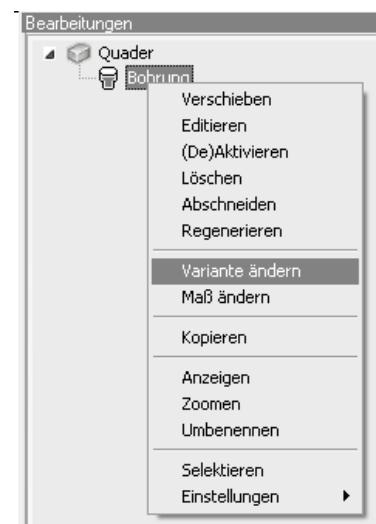 Bearbeitungen
Quader
Bohrung
Verschieben
Editieren
(De)Aktivieren
Löschen
Abschneiden
Regenerieren
Variante ändern
Maß ändern
Kopieren
Anzeigen
Zoomen
Umbenennen
Selektieren
Einstellungen